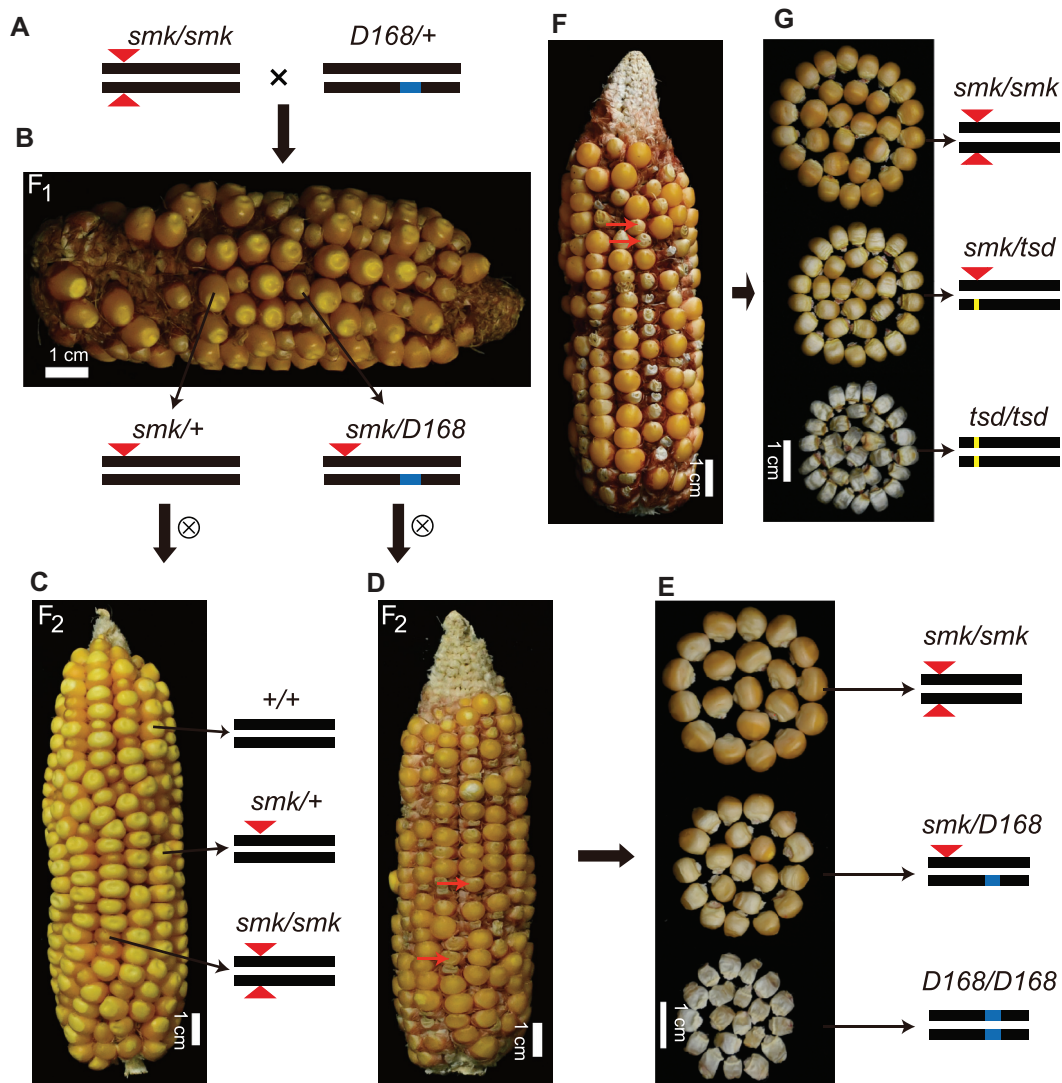 A
smk/smk
D168/+
×
B
F1
1 cm
smk/+
smk/D168
⊗
⊗
C
F2
+/+
smk/+
smk/smk
1 cm
D
F2
1 cm
E
smk/smk
smk/D168
D168/D168
1 cm
F
1 cm
G
smk/smk
smk/tsd
tsd/tsd
1 cm